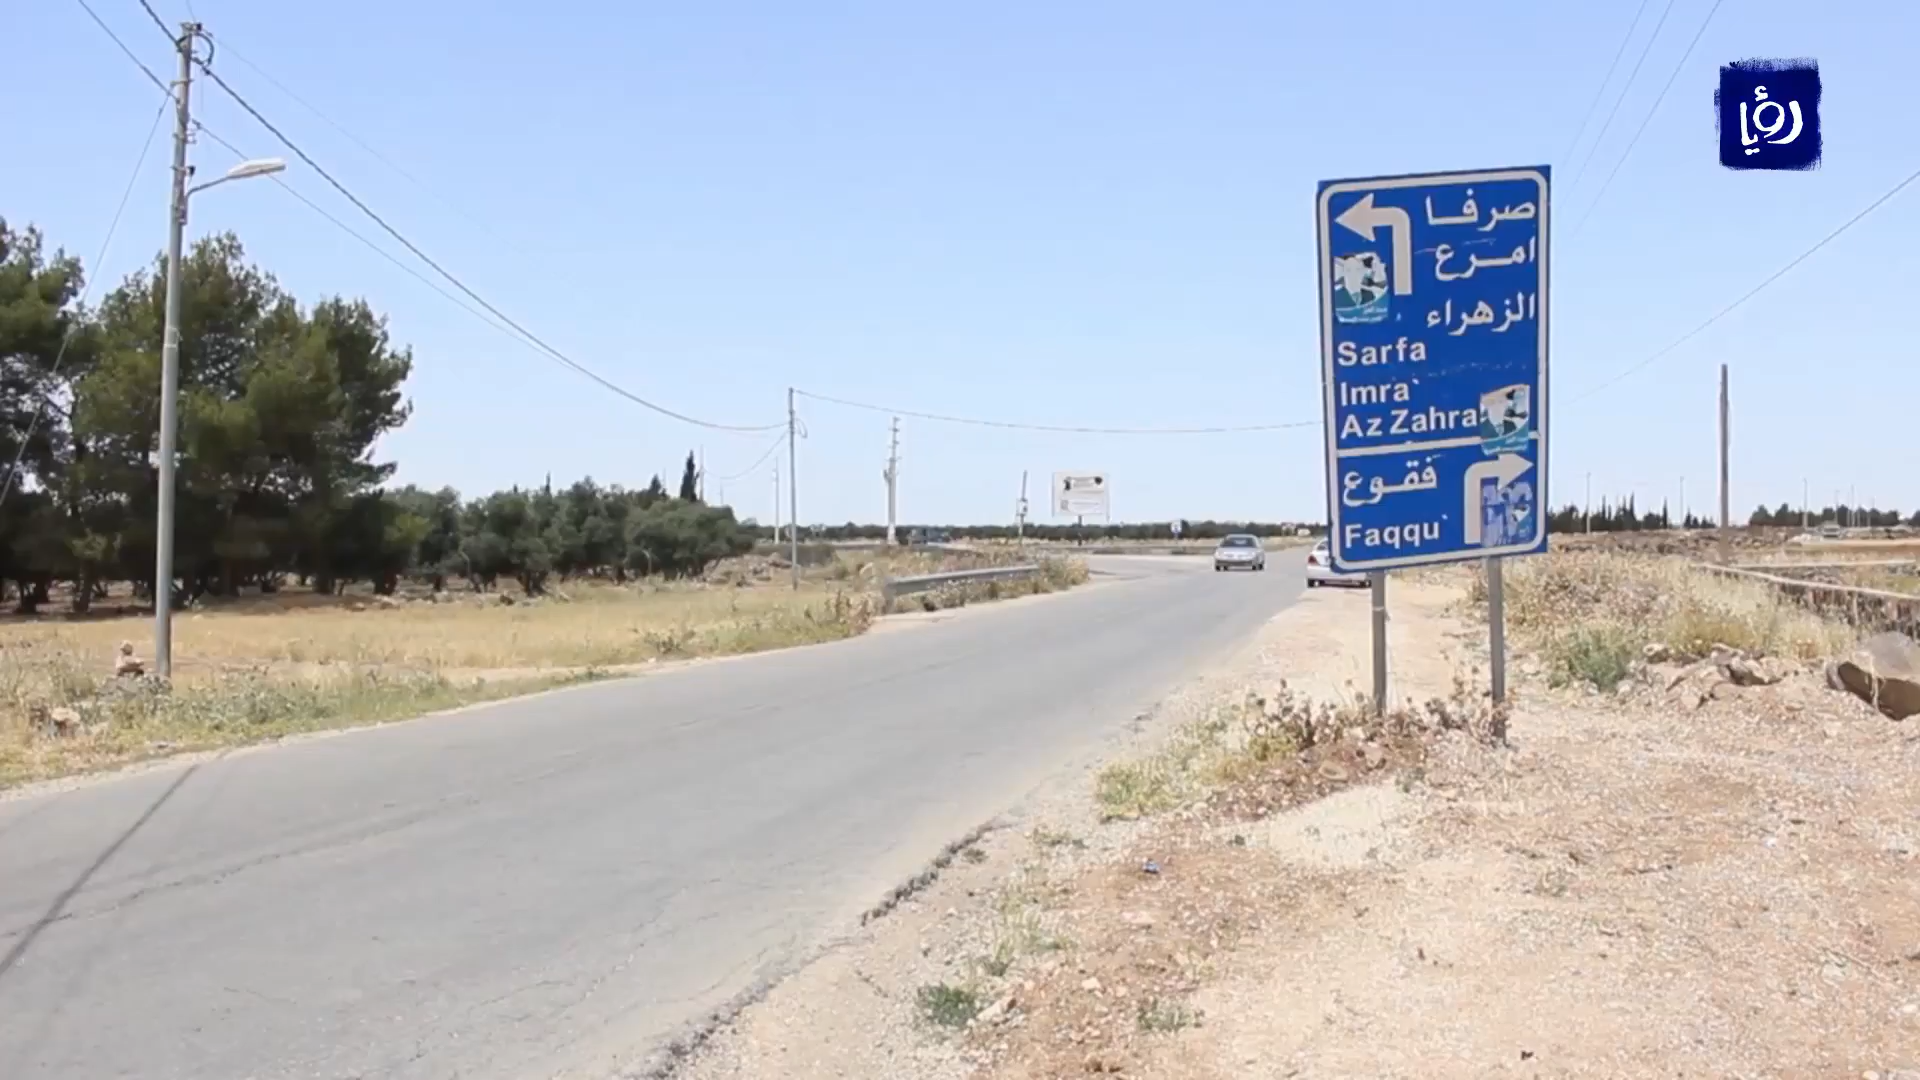 رؤيا
صرفا
امرع
الزهراء
Sarfa
Imra`
Az Zahra
فقوع
Faqqu`